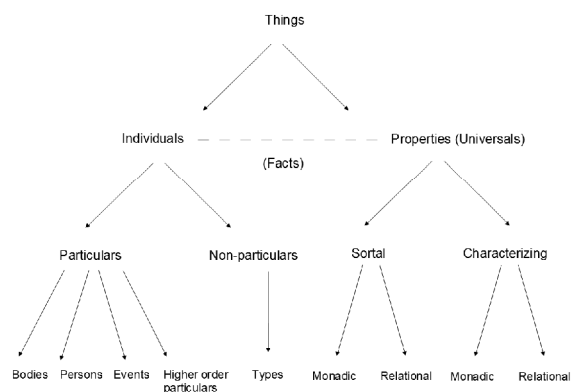 Things
Individuals
Properties (Universals)
(Facts)
Particulars
Non-particulars
Sortal
Characterizing
Bodies
Persons
Events
Higher order
particulars
Types
Monadic
Relational
Monadic
Relational